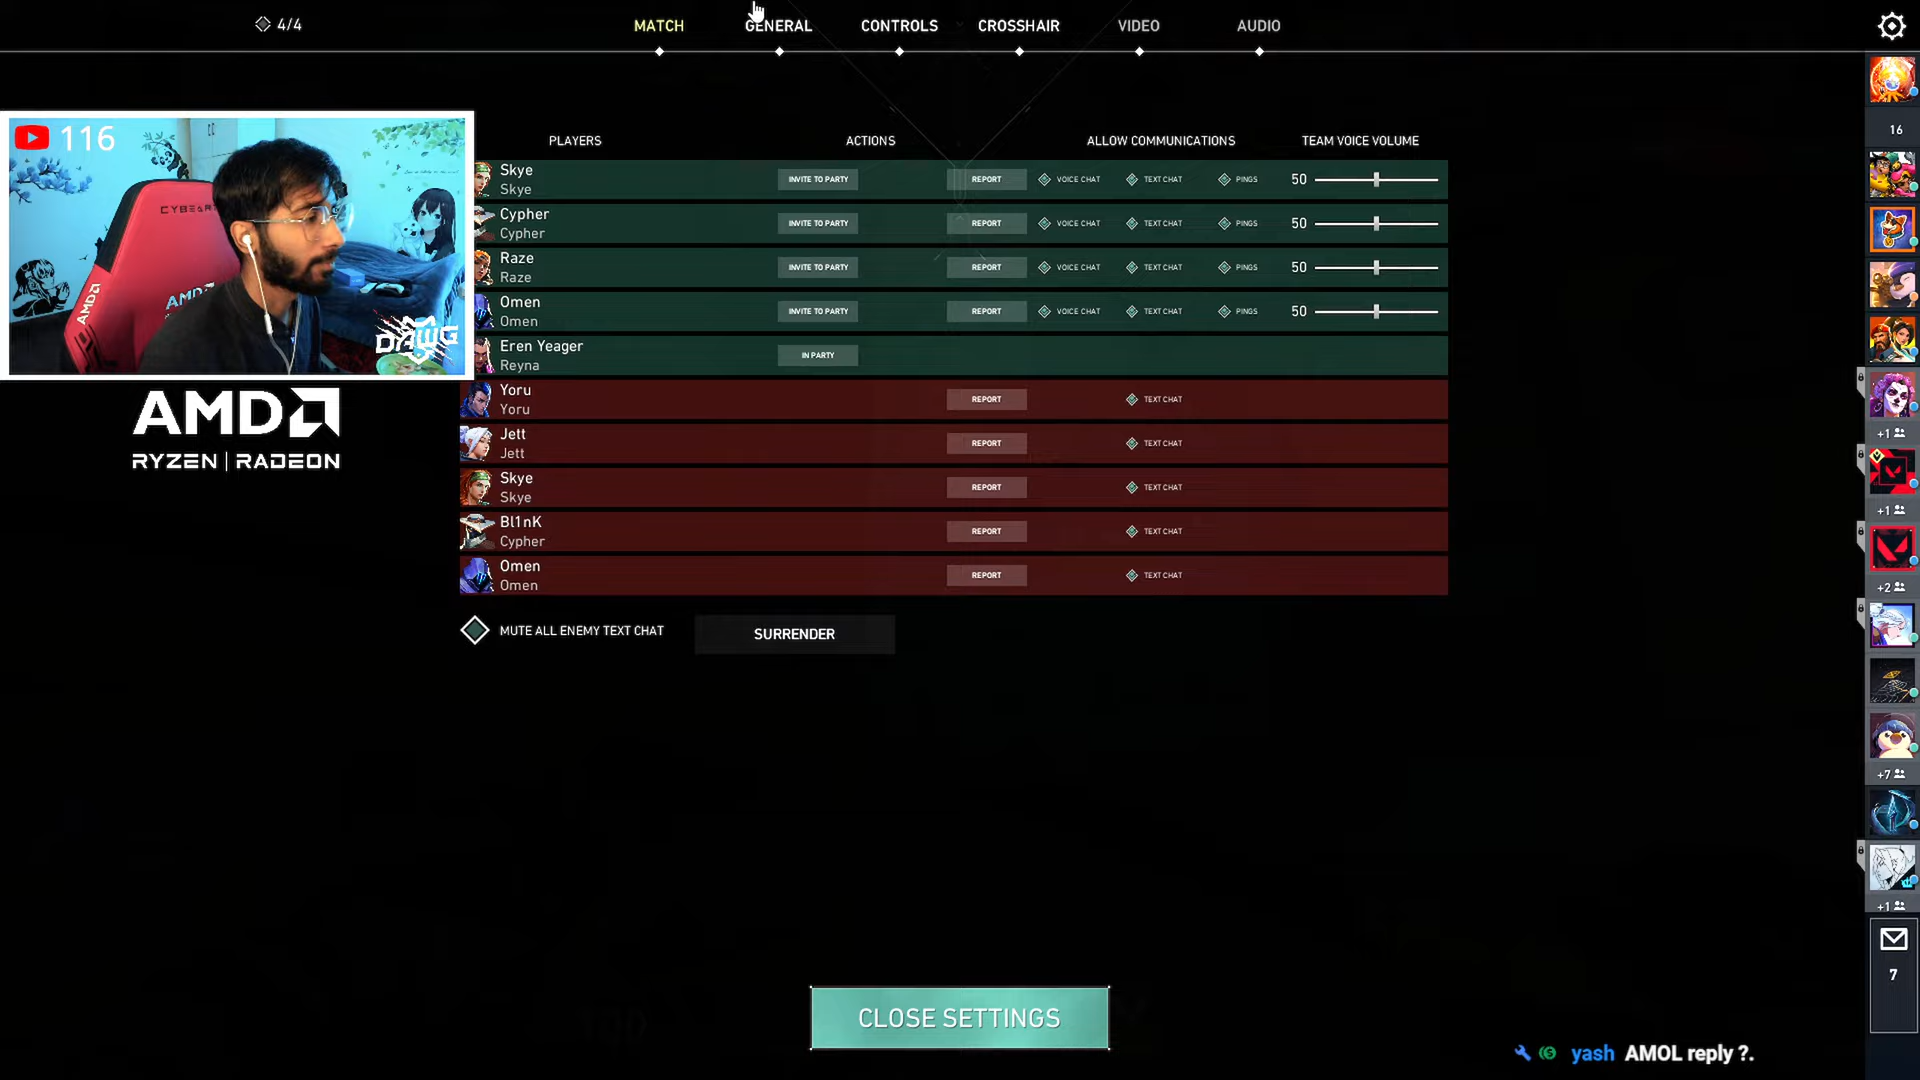 4/4
MATCH GENERAL CONTROLS CROSSHAIR VIDEO AUDIO
116
CYBEART
AMD
AMD
DAWG
AMD
RYZEN | RADEON
PLAYERS ACTIONS ALLOW COMMUNICATIONS TEAM VOICE VOLUME
Skye
Skye
INVITE TO PARTY REPORT VOICE CHAT TEXT CHAT PINGS 50
Cypher
Cypher
INVITE TO PARTY REPORT VOICE CHAT TEXT CHAT PINGS 50
Raze
Raze
INVITE TO PARTY REPORT VOICE CHAT TEXT CHAT PINGS 50
Omen
Omen
INVITE TO PARTY REPORT VOICE CHAT TEXT CHAT PINGS 50
Eren Yeager
Reyna
IN PARTY
Yoru
Yoru
REPORT TEXT CHAT
Jett
Jett
REPORT TEXT CHAT
Skye
Skye
REPORT TEXT CHAT
Bl1nK
Cypher
REPORT TEXT CHAT
Omen
Omen
REPORT TEXT CHAT
MUTE ALL ENEMY TEXT CHAT SURRENDER
CLOSE SETTINGS
16
+1
+1
+2
+7
+1
7
yash AMOL reply ?.